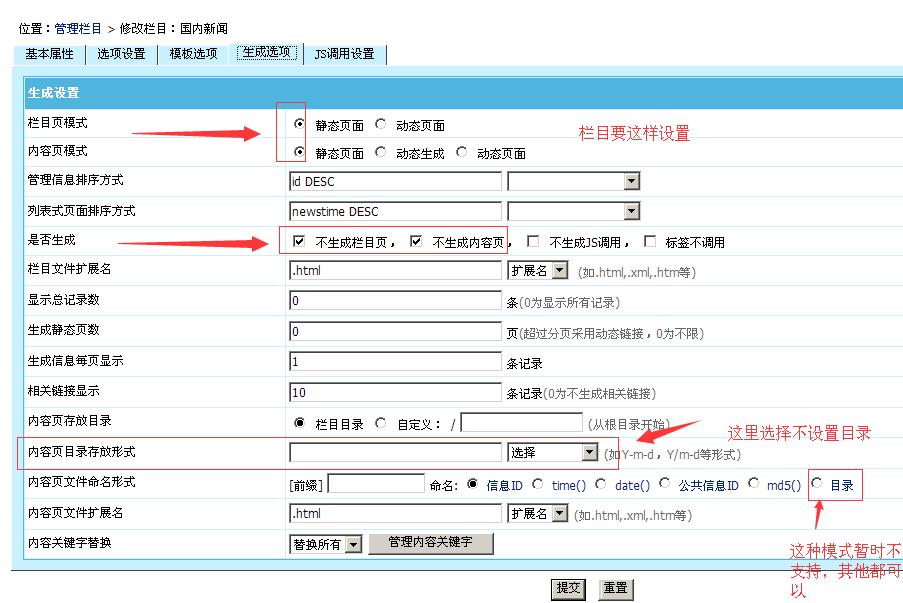 位置：管理栏目 > 修改栏目：国内新闻
基本属性 选项设置 模板选项 生成选项 JS调用设置
生成设置
栏目页模式 静态页面 动态页面 栏目要这样设置
内容页模式 静态页面 动态生成 动态页面
管理信息排序方式 id DESC
列表式页面排序方式 newstime DESC
是否生成 不生成栏目页， 不生成内容页， 不生成JS调用， 标签不调用
栏目文件扩展名 .html 扩展名 (如.html,.xml,.htm等)
显示总记录数 0 条(0为显示所有记录)
生成静态页数 0 页(超过分页采用动态链接，0为不限)
生成信息每页显示 1 条记录
相关链接显示 10 条记录(0为不生成相关链接)
内容页存放目录 栏目目录 自定义： / (从根目录开始)
这里选择不设置目录
内容页目录存放形式 选择 (如Y-m-d，Y/m-d等形式)
内容页文件命名形式 [前缀] 命名: 信息ID time() date() 公共信息ID md5() 目录
内容页文件扩展名 .html 扩展名 (如.html,.xml,.htm等)
内容关键字替换 替换所有 管理内容关键字
这种模式暂时不
支持，其他都可
以
提交 重置